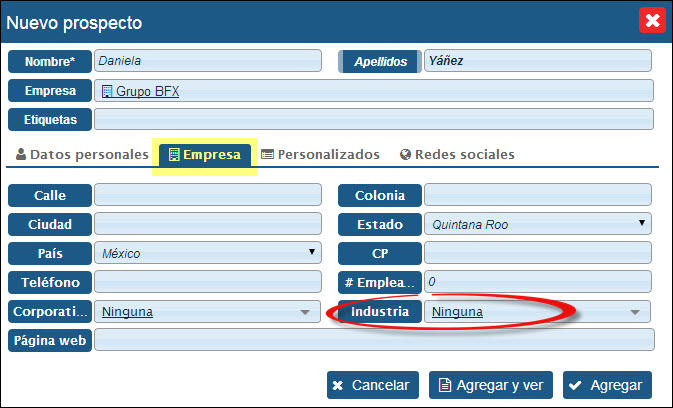 Nuevo prospecto
Nombre* Daniela Apellidos Yáñez
Empresa Grupo BFX
Etiquetas
Datos personales Empresa Personalizados Redes sociales
Calle Colonia
Ciudad Estado Quintana Roo
País México CP
Teléfono # Emplea... 0
Corporati... Ninguna Industria Ninguna
Página web
Cancelar Agregar y ver Agregar